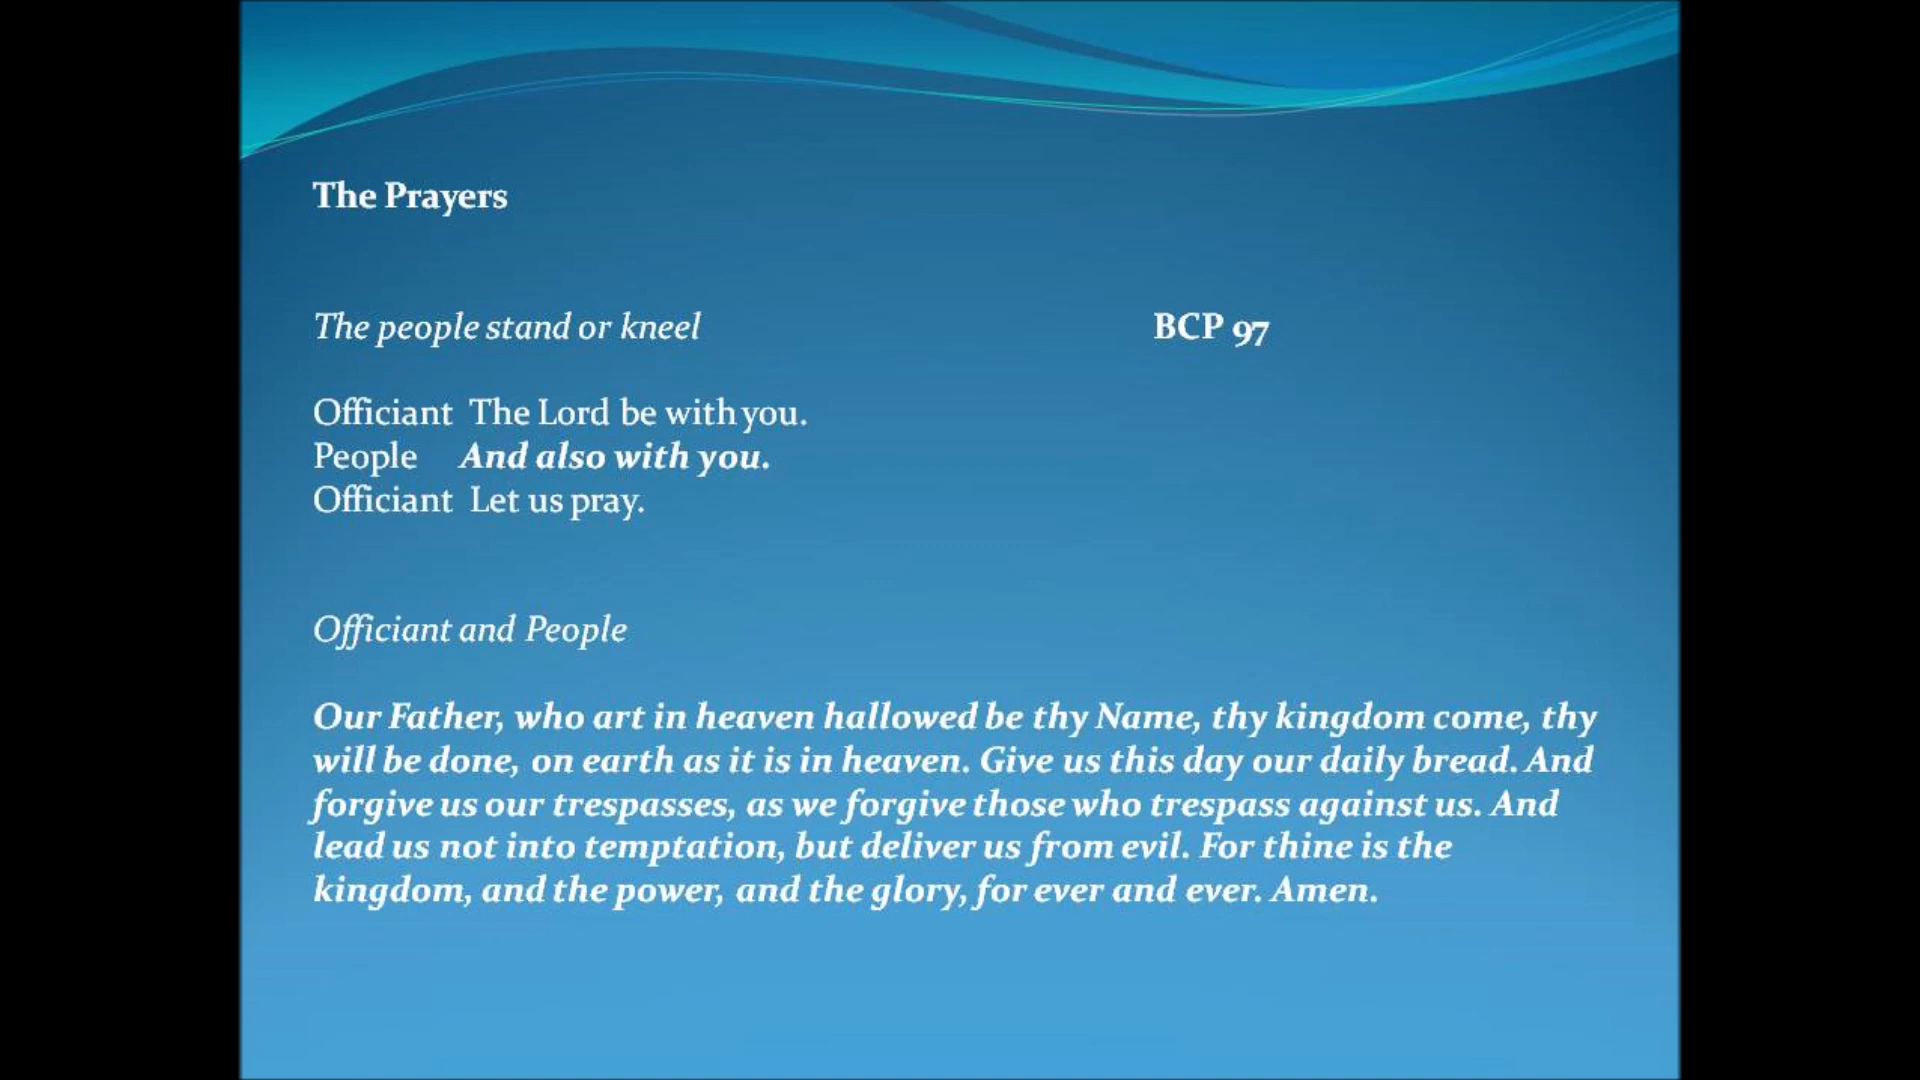 The Prayers
The people stand or kneel BCP 97
Officiant The Lord be with you.
People And also with you.
Officiant Let us pray.
Officiant and People
Our Father, who art in heaven hallowed be thy Name, thy kingdom come, thy
will be done, on earth as it is in heaven. Give us this day our daily bread. And
forgive us our trespasses, as we forgive those who trespass against us. And
lead us not into temptation, but deliver us from evil. For thine is the
kingdom, and the power, and the glory, for ever and ever. Amen.